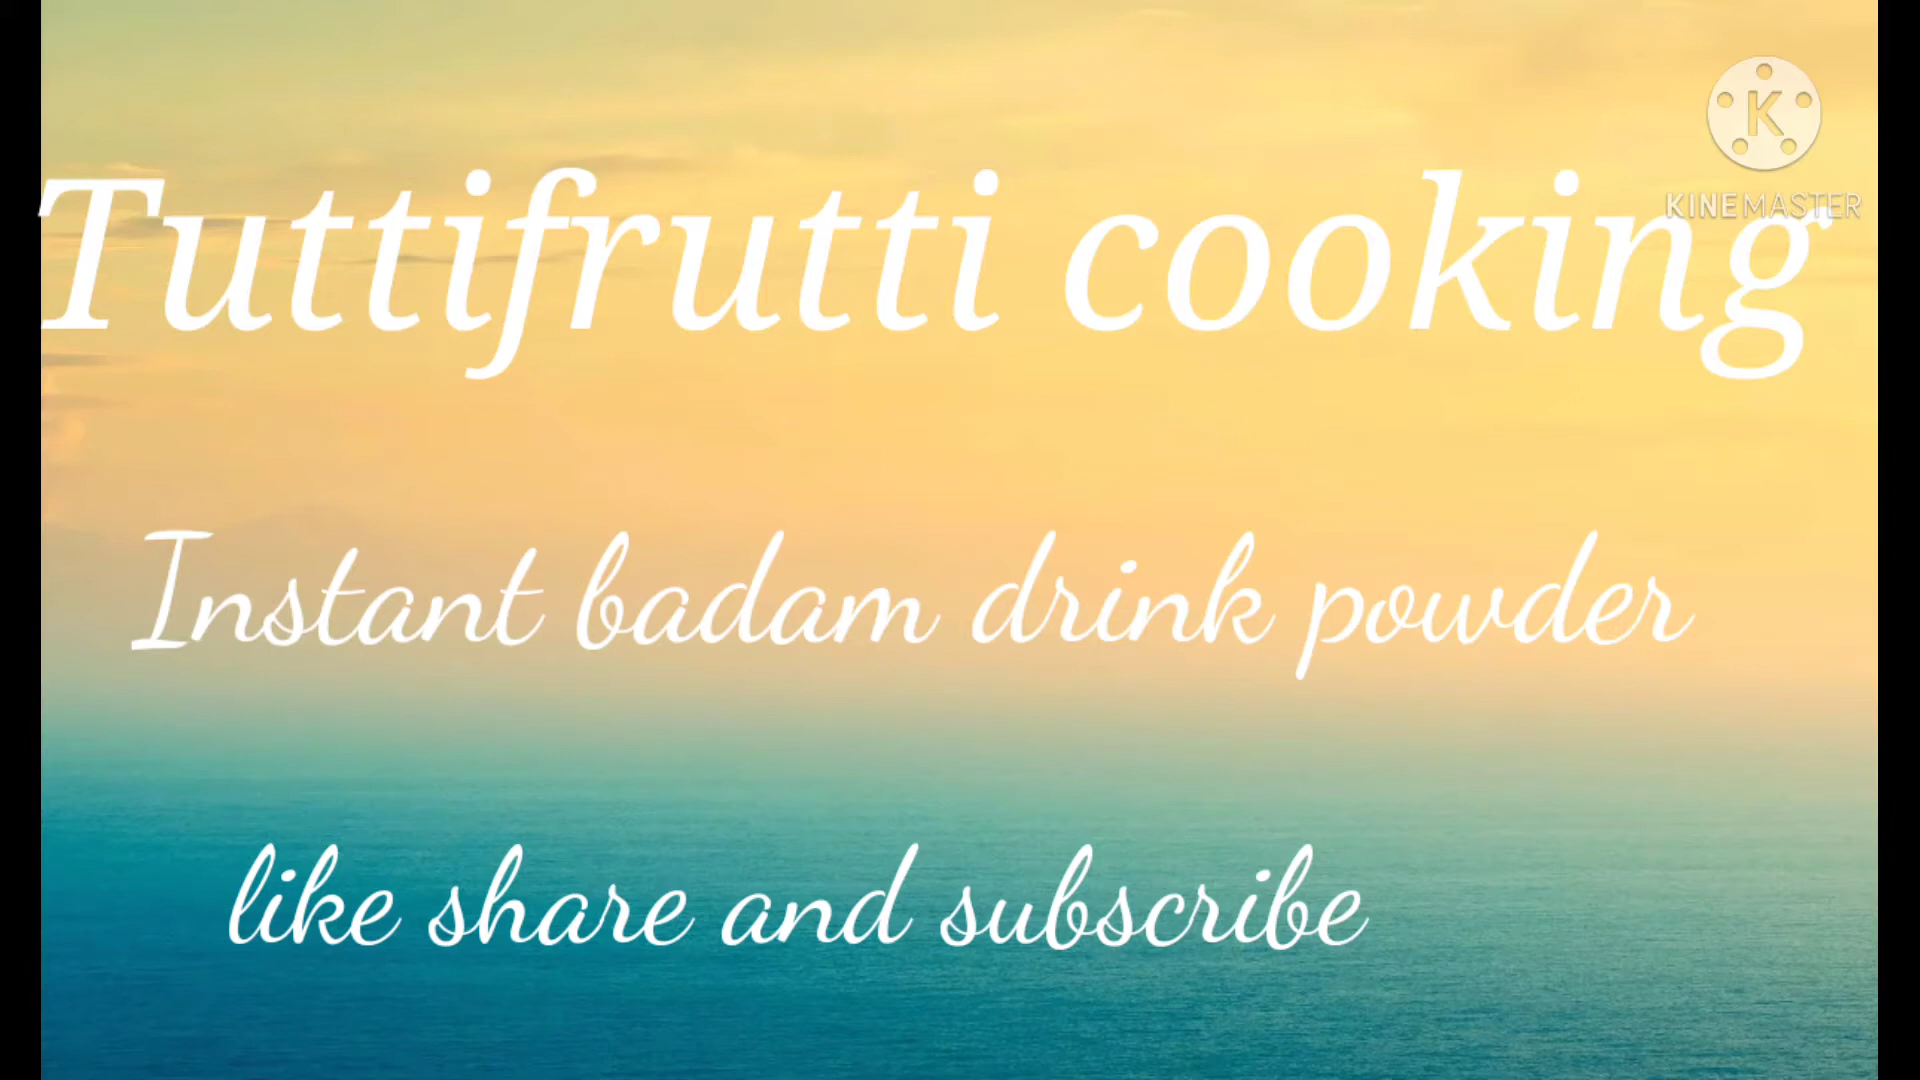 K
KINEMASTER
Tuttifrutti cooking
Instant badam drink powder
like share and subscribe